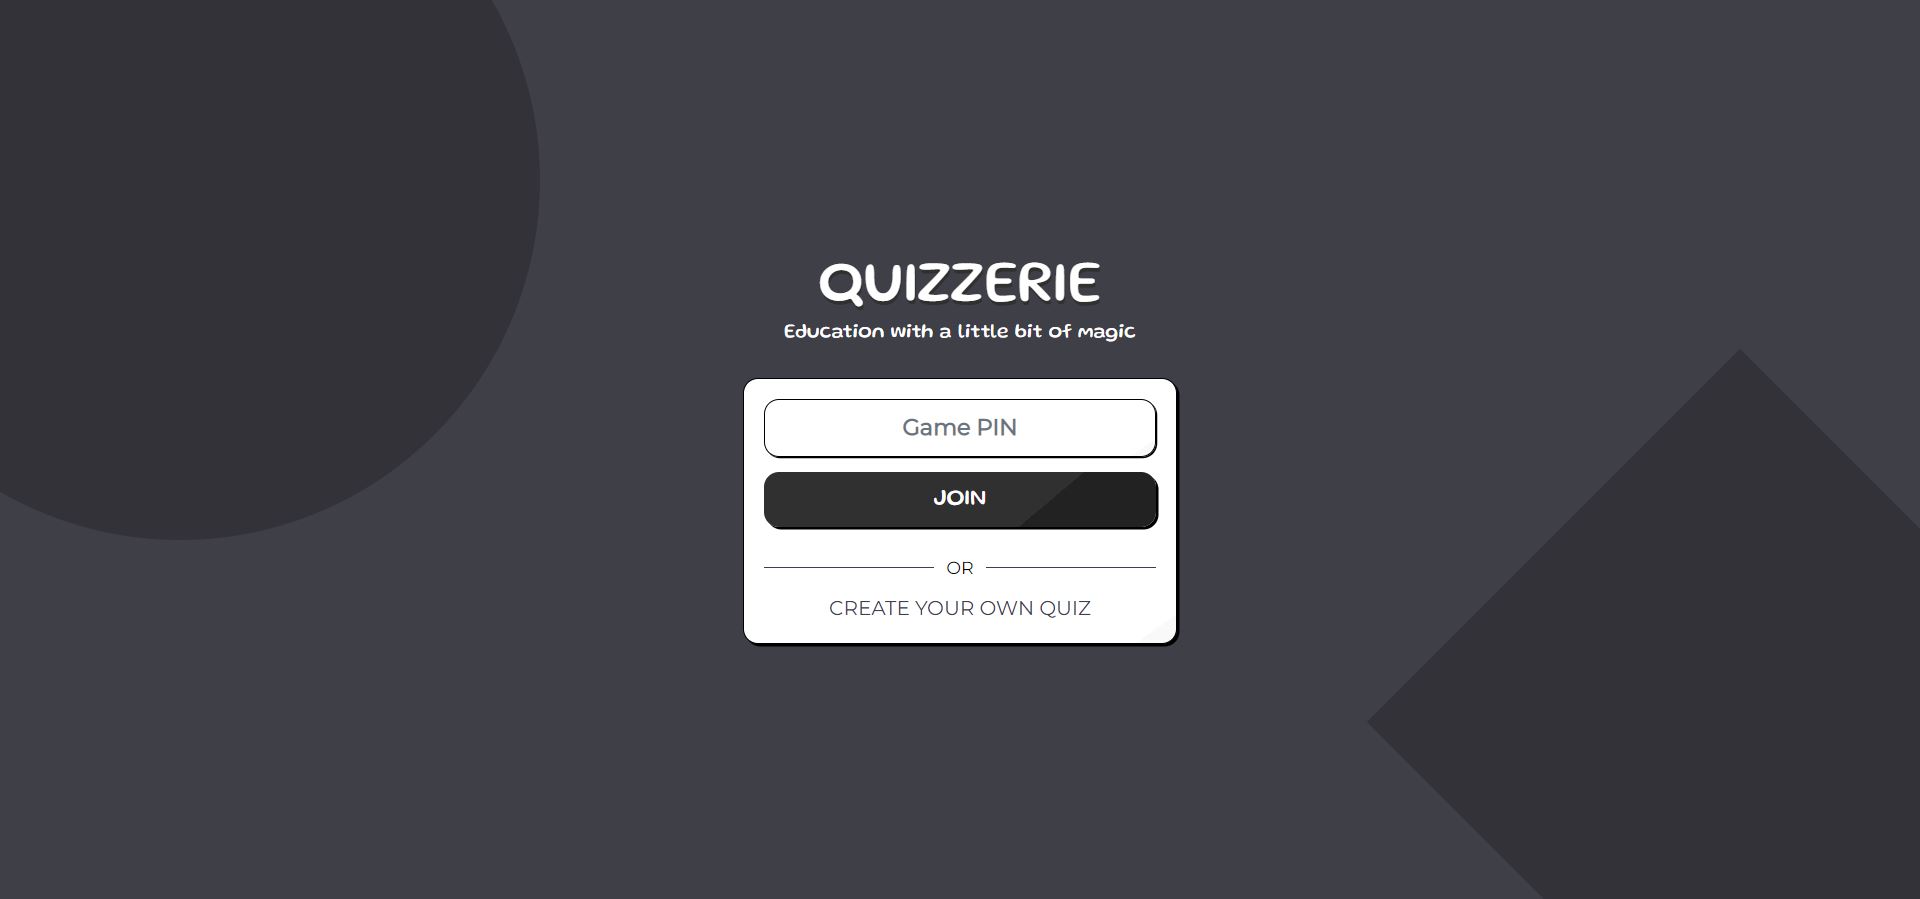 QUIZZERIE
Education with a little bit of magic
Game PIN
JOIN
OR
CREATE YOUR OWN QUIZ